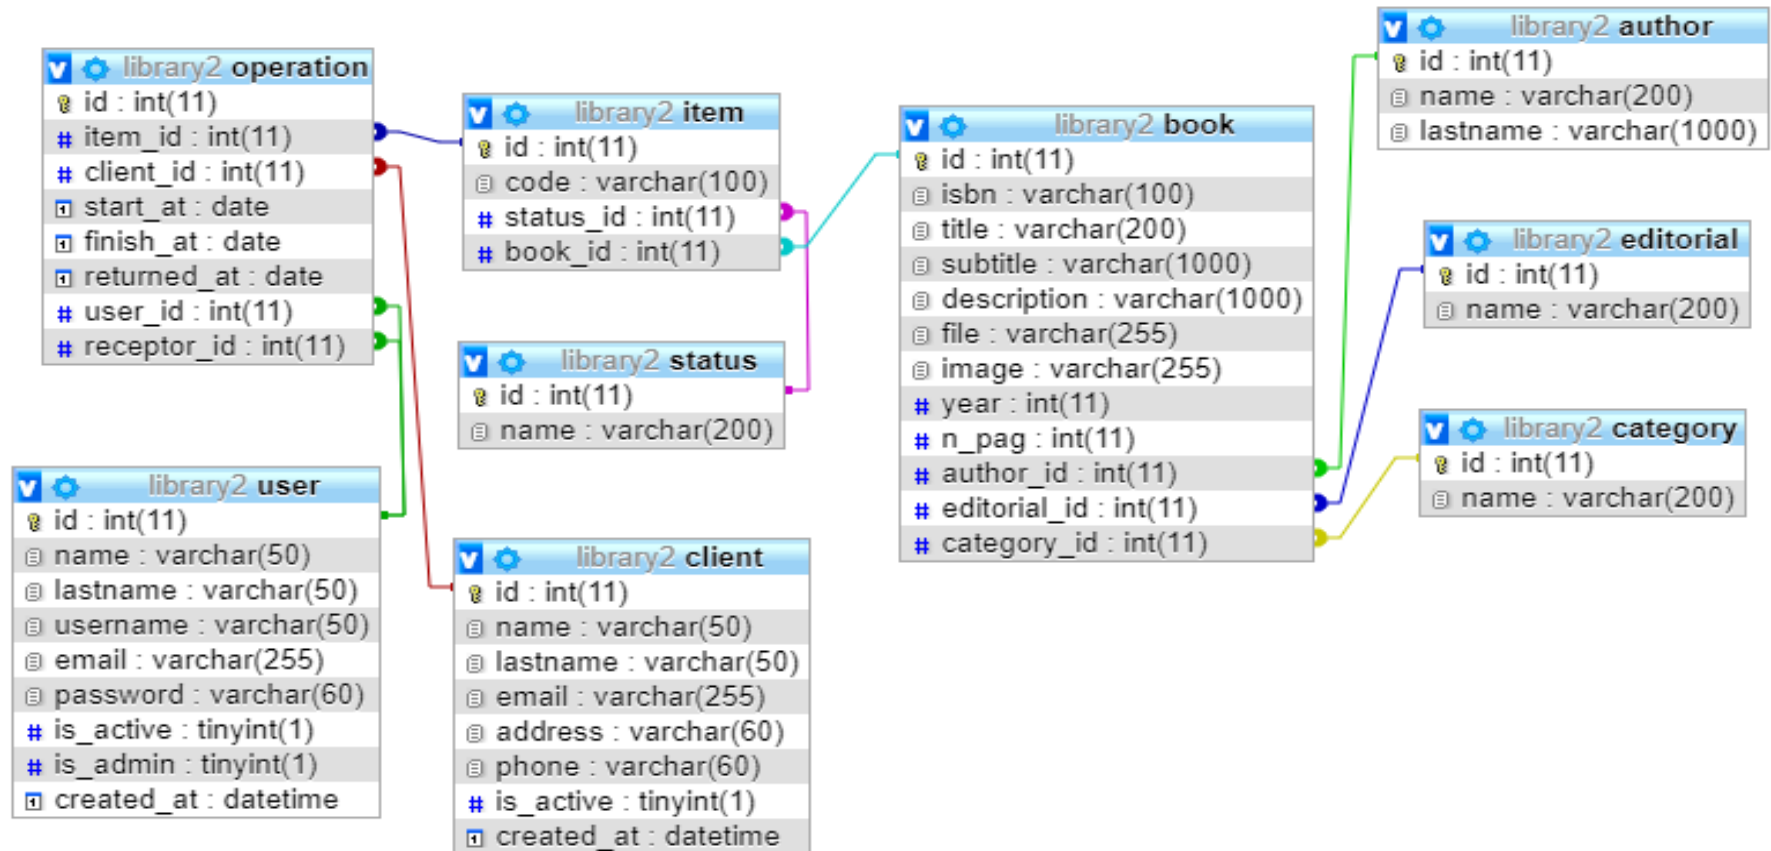 library2 operation
id : int(11)
item_id : int(11)
client_id : int(11)
start_at : date
finish_at : date
returned_at : date
user_id : int(11)
receptor_id : int(11)
library2 item
id : int(11)
code : varchar(100)
status_id : int(11)
book_id : int(11)
library2 status
id : int(11)
name : varchar(200)
library2 user
id : int(11)
name : varchar(50)
lastname : varchar(50)
username : varchar(50)
email : varchar(255)
password : varchar(60)
is_active : tinyint(1)
is_admin : tinyint(1)
created_at : datetime
library2 client
id : int(11)
name : varchar(50)
lastname : varchar(50)
email : varchar(255)
address : varchar(60)
phone : varchar(60)
is_active : tinyint(1)
created_at : datetime
library2 book
id : int(11)
isbn : varchar(100)
title : varchar(200)
subtitle : varchar(1000)
description : varchar(1000)
file : varchar(255)
image : varchar(255)
year : int(11)
n_pag : int(11)
author_id : int(11)
editorial_id : int(11)
category_id : int(11)
library2 author
id : int(11)
name : varchar(200)
lastname : varchar(1000)
library2 editorial
id : int(11)
name : varchar(200)
library2 category
id : int(11)
name : varchar(200)